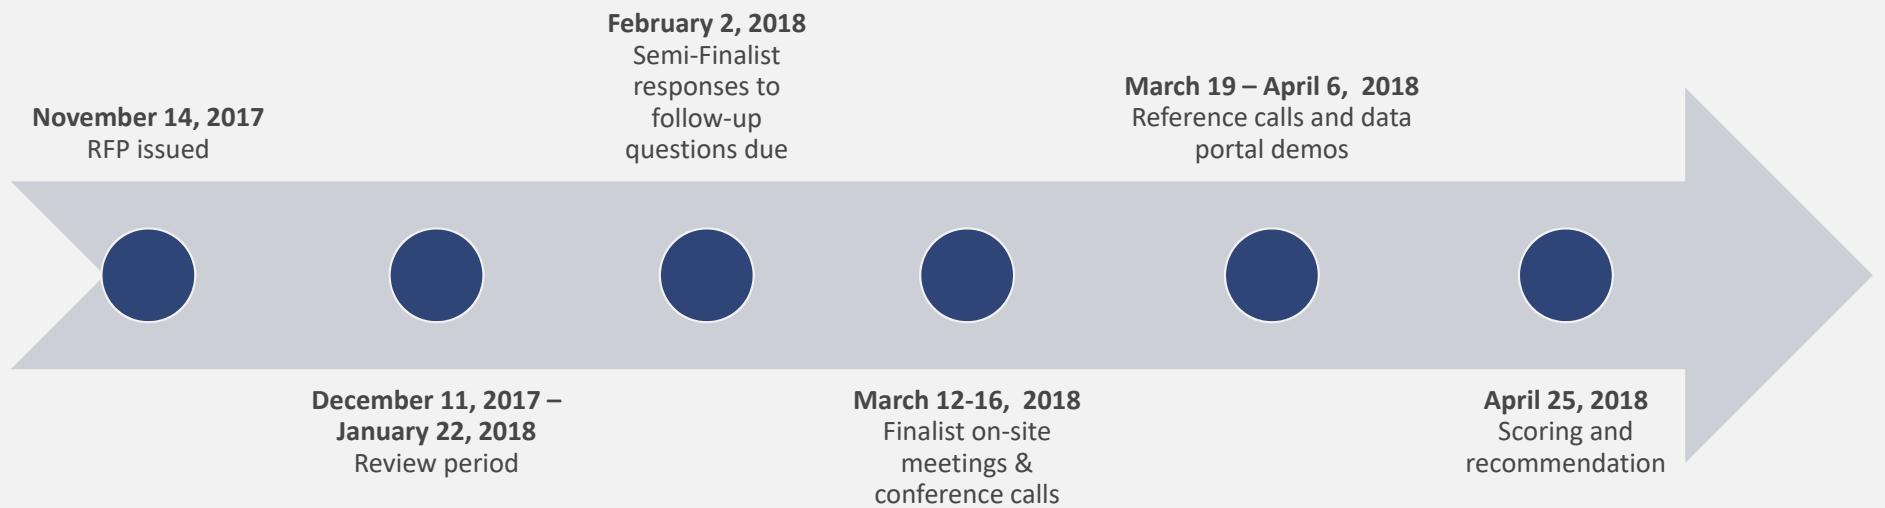 November 14, 2017
RFP issued
December 11, 2017 –
January 22, 2018
Review period
February 2, 2018
Semi-Finalist
responses to
follow-up
questions due
March 12-16,  2018
Finalist on-site
meetings &
conference calls
March 19 – April 6,  2018
Reference calls and data
portal demos
April 25, 2018
Scoring and
recommendation